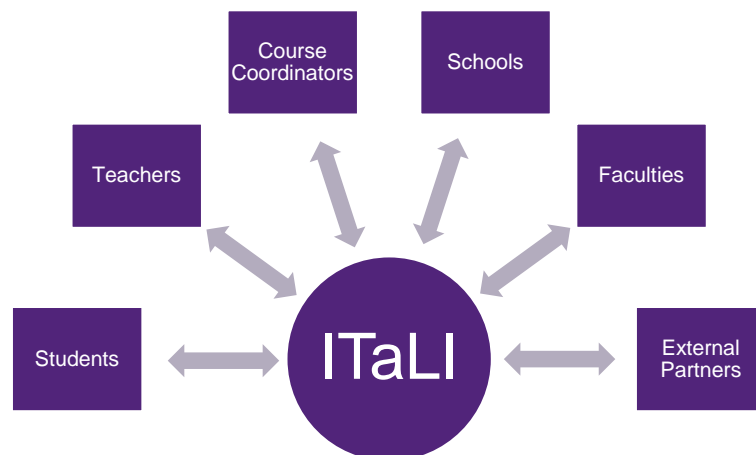 Course
Coordinators
Schools
Teachers
Faculties
Students
ITaLI
External
Partners